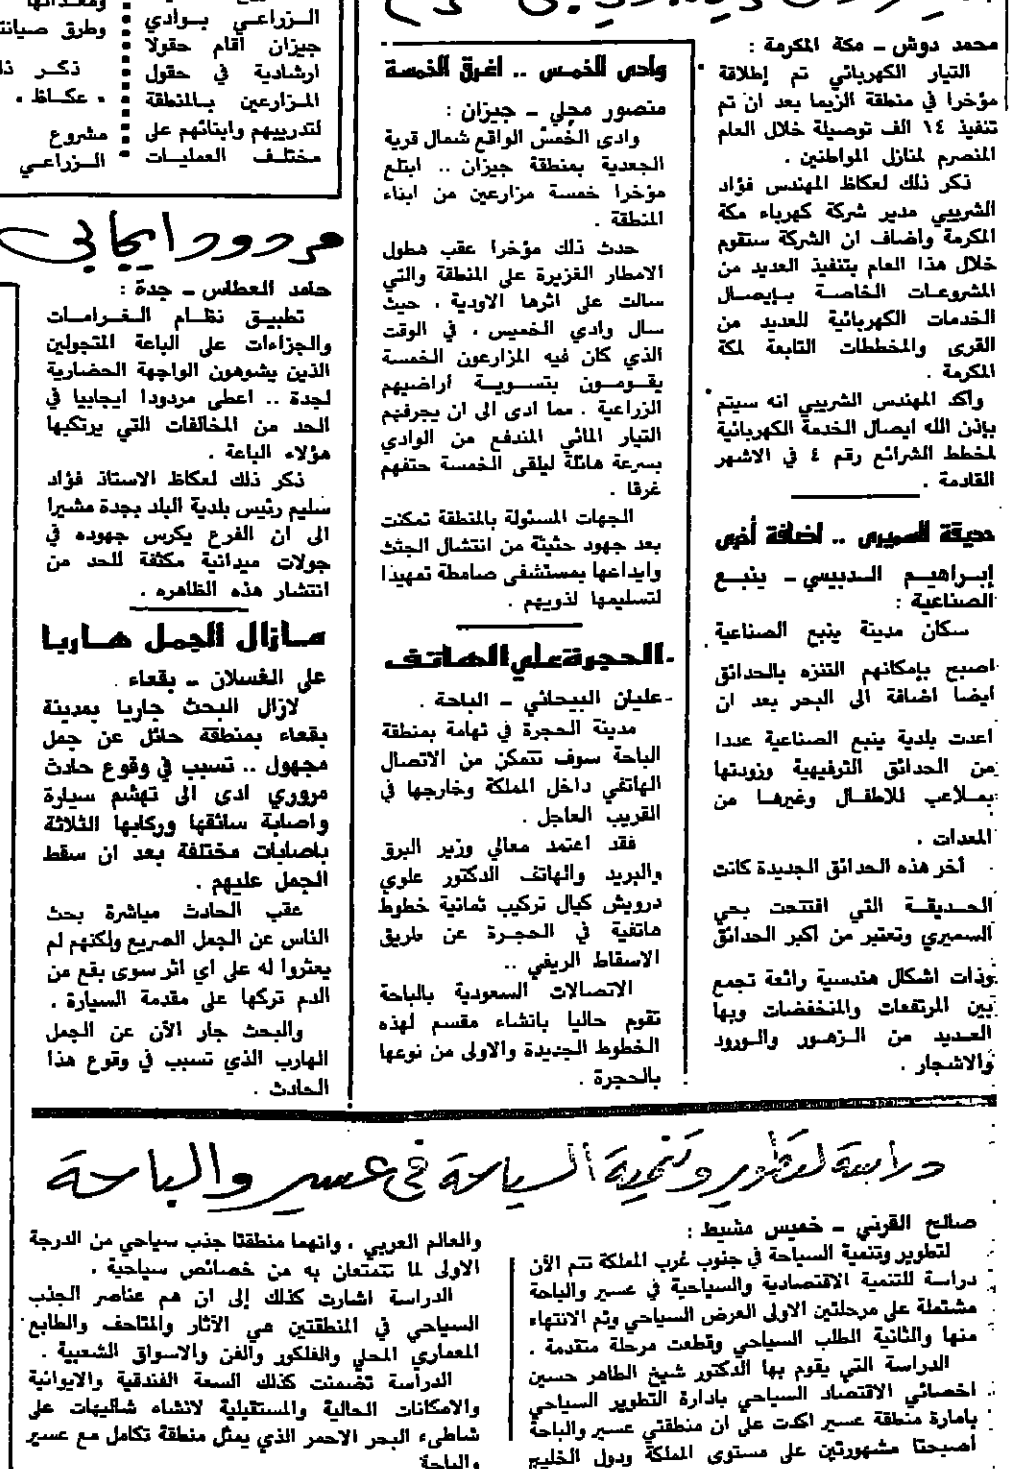 محمد دوش ــ مكة المكرمة :
التيار الكهربائي تم إطلاقة
مؤخرا في منطقة الزيما بعد ان تم
تنفيذ ١٤ الف توصيلة خلال العام
المنصرم لمنازل المواطنين .
ذكر ذلك لعكاظ المهندس فؤاد
الشريبي مدير شركة كهرباء مكة
المكرمة واضاف ان الشركة ستقوم
خلال هذا العام بتنفيذ العديد من
المشروعات الخاصة بإيصال
الخدمات الكهربائية للعديد من
القرى والمخططات التابعة لمكة
المكرمة .
وأكد المهندس الشريبي انه سيتم
بإذن الله ايصال الخدمة الكهربائية
لمخطط الشرائع رقم ٤ في الاشهر
القادمة .
حديقة السميرى .. اضافة أخرى
إبراهيم الدبيسي ــ ينبع
الصناعية :
سكان مدينة ينبع الصناعية
اصبح بإمكانهم التنزه بالحدائق
ايضا اضافة الى البحر بعد ان
اعدت بلدية ينبع الصناعية عددا
من الحدائق الترفيهية وزودتها
بملاعب للاطفال وغيرها من
المعدات .
آخر هذه الحدائق الجديدة كانت
الحديقة التي افتتحت بحي
السميري وتعتبر من أكبر الحدائق
وذات اشكال هندسية رائعة تجمع
بين المرتفعات والمنخفضات وبها
العديد من الزهور والورود
والاشجار .
وادى الخمس .. اغرق الخمسة
منصور مجلي ــ جيزان :
وادى الخُمسْ الواقع شمال قرية
الجعدية بمنطقة جيزان .. ابتلع
مؤخرا خمسة مزارعين من ابناء
المنطقة .
حدث ذلك مؤخرا عقب هطول
الامطار الغزيرة على المنطقة والتي
سالت على اثرها الاودية ، حيث
سال وادي الخميس ، في الوقت
الذي كان فيه المزارعون الخمسة
يقومون بتسوية أراضيهم
الزراعية . مما ادى الى ان يجرفهم
التيار المائي المندفع من الوادي
بسرعة هائلة ليلقى الخمسة حتفهم
غرقا .
الجهات المسئولة بالمنطقة تمكنت
بعد جهود حثيثة من انتشال الجثث
وايداعها بمستشفى صامطة تمهيدا
لتسليمها لذويهم .
الحجرة على الهاتف
عليان البيحاني ــ الباحة .
مدينة الحجرة في تهامة بمنطقة
الباحة سوف تتمكن من الاتصال
الهاتفي داخل المملكة وخارجها في
القريب العاجل .
فقد اعتمد معالي وزير البرق
والبريد والهاتف الدكتور علوي
درويش كيال تركيب ثمانية خطوط
هاتفية في الحجرة عن طريق
الاسقاط الريفي ..
الاتصالات السعودية بالباحة
تقوم حاليا بانشاء مقسم لهذه
الخطوط الجديدة والاولى من نوعها
بالحجرة .
الزراعي بوادي
جيزان أقام حقولا
ارشادية في حقول
المزارعين بالمنطقة
لتدريبهم وابنائهم على
مختلف العمليات
وطرق صيانت
ذكر ذل
« عكاظ »
مشروع
الزراعي
مردود ايجابي
حامد العطاس ــ جدة :
تطبيق نظام الغرامات
والجزاءات على الباعة المتجولين
الذين يشوهون الواجهة الحضارية
لجدة .. اعطى مردودا ايجابيا في
الحد من المخالفات التي يرتكبها
هؤلاء الباعة .
ذكر ذلك لعكاظ الاستاذ فؤاد
سليم رئيس بلدية البلد بجدة مشيرا
الى ان الفرع يكرس جهوده في
جولات ميدانية مكثفة للحد من
انتشار هذه الظاهره .
مازال الجمل هاربا
علي الغسلان ــ بقعاء .
لازال البحث جاريا بمدينة
بقعاء بمنطقة حائل عن جمل
مجهول .. تسبب في وقوع حادث
مروري ادى الى تهشم سيارة
واصابة سائقها وركابها الثلاثة
باصابات مختلفة بعد ان سقط
الجمل عليهم .
عقب الحادث مباشرة بحث
الناس عن الجمل الصريع ولكنهم لم
يعثروا له على اي اثر سوى بقع من
الدم تركها على مقدمة السيارة .
والبحث جار الآن عن الجمل
الهارب الذي تسبب في وقوع هذا
الحادث .
دراسة لتطوير وتنمية السياحة في عسير والباحة
صالح القرني ــ خميس مشيط :
لتطوير وتنمية السياحة في جنوب غرب المملكة تتم الآن
دراسة للتنمية الاقتصادية والسياحية في عسير والباحة
مشتملة على مرحلتين الاولى العرض السياحي وتم الانتهاء
منها والثانية الطلب السياحي وقطعت مرحلة متقدمة .
الدراسة التي يقوم بها الدكتور شيخ الطاهر حسين
اخصائي الاقتصاد السياحي بادارة التطوير السياحي
بامارة منطقة عسير اكدت على ان منطقتي عسير والباحة
أصبحتا مشهورتين على مستوى المملكة ودول الخليج
والعالم العربي ، وانهما منطقتا جذب سياحي من الدرجة
الاولى لما تتمتعان به من خصائص سياحية .
الدراسة اشارت كذلك إلى ان هم عناصر الجذب
السياحي في المنطقتين هي الآثار والمتاحف والطابع
المعماري المحلي والفلكور والفن والاسواق الشعبية .
الدراسة تضمنت كذلك السعة الفندقية والايوائية
والامكانات الحالية والمستقبلية لانشاء شاليهات على
شاطىء البحر الاحمر الذي يمثل منطقة تكامل مع عسير
والباحة